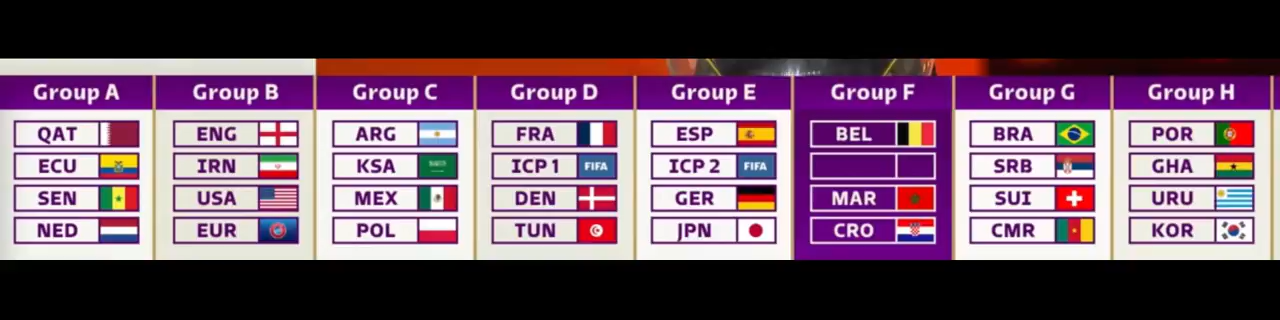 Group A
QAT
ECU
SEN
NED
Group B
ENG
IRN
USA
EUR
Group C
ARG
KSA
MEX
POL
Group D
FRA
ICP 1 FIFA
DEN
TUN
Group E
ESP
ICP 2 FIFA
GER
JPN
Group F
BEL
MAR
CRO
Group G
BRA
SRB
SUI
CMR
Group H
POR
GHA
URU
KOR